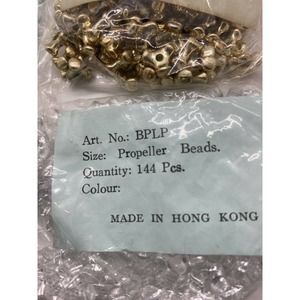 Art. No.: BPLP
Size: Propeller Beads.
Quantity: 144 Pcs.
Colour:
MADE IN HONG KONG